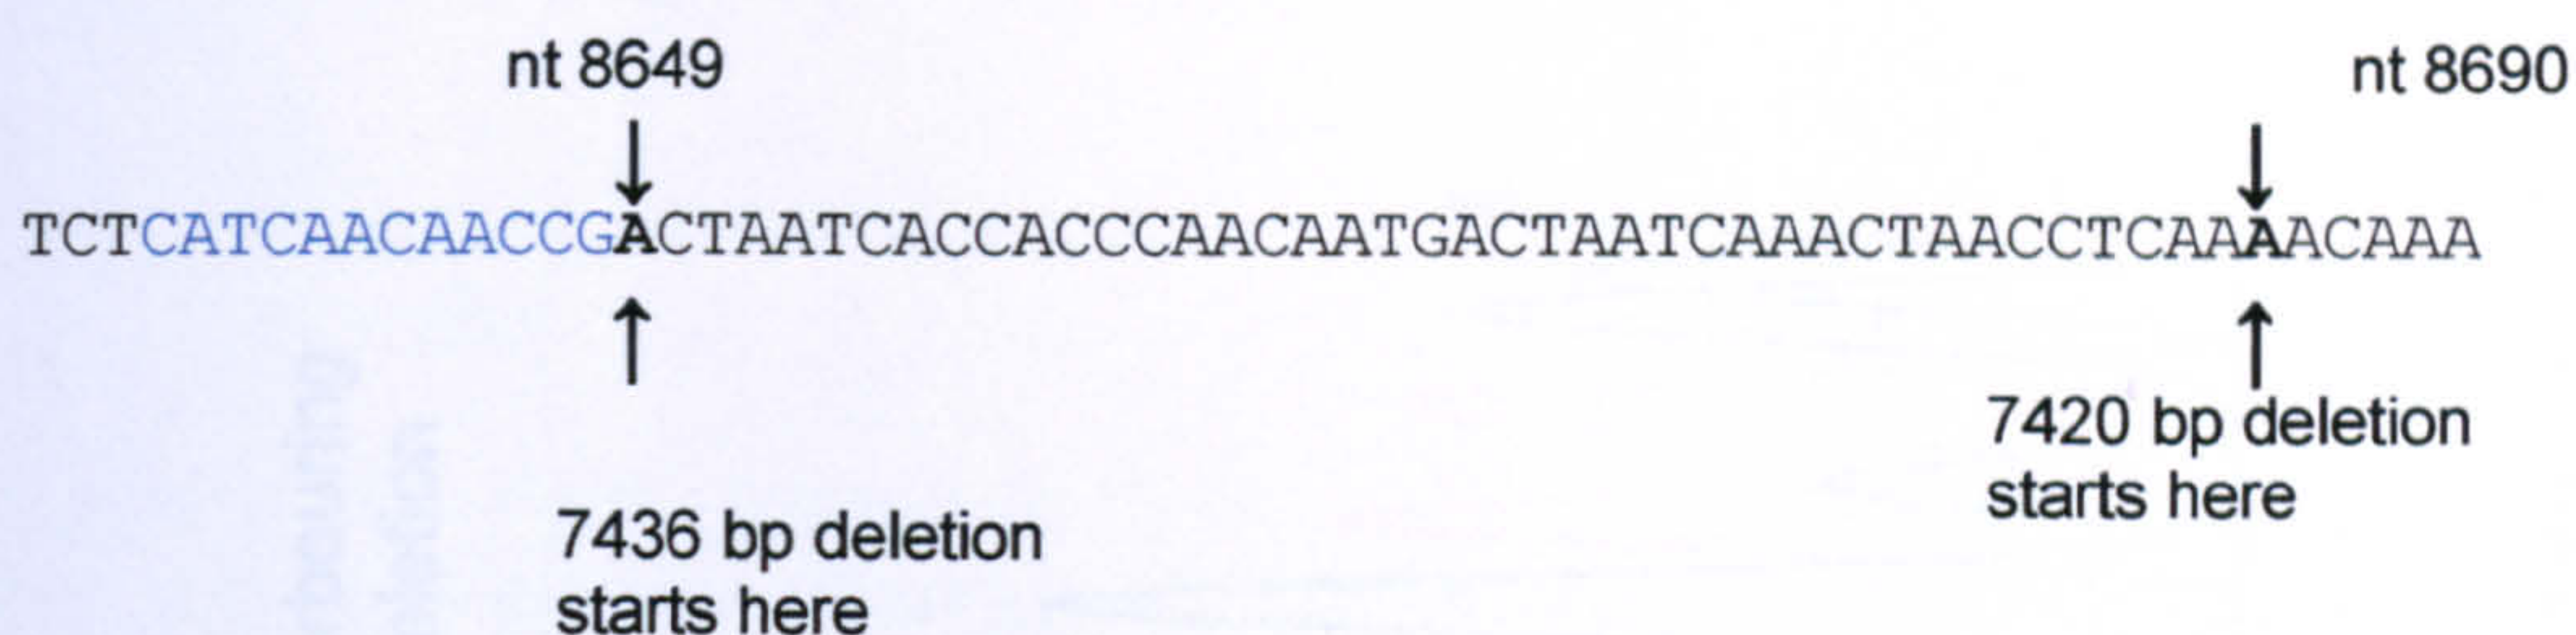 nt 8649
nt 8690
TCTCATCAACAACCGACTAATCACCACCCAACAATGACTAATCAAACTAACCTCAAAACAAA
7420 bp deletion
starts here
7436 bp deletion
starts here